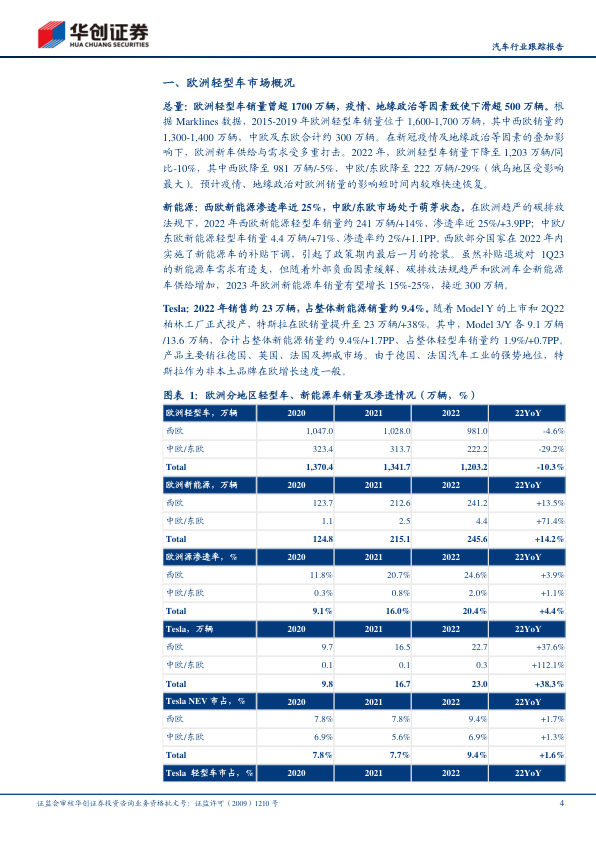 华创证券
HUA CHUANG SECURITIES
汽车行业跟踪报告
一、欧洲轻型车市场概况
总量：欧洲轻型车销量曾超 1700 万辆，疫情、地缘政治等因素致使下滑超 500 万辆。根
据 Marklines 数据，2015-2019 年欧洲轻型车销量位于 1,600-1,700 万辆，其中西欧销量约
1,300-1,400 万辆，中欧及东欧合计约 300 万辆。在新冠疫情及地缘政治等因素的叠加影
响下，欧洲新车供给与需求受多重打击。2022 年，欧洲轻型车销量下降至 1,203 万辆/同
比-10%，其中西欧降至 981 万辆/-5%，中欧/东欧降至 222 万辆/-29%（俄乌地区受影响
最大）。预计疫情、地缘政治对欧洲销量的影响短时间内较难快速恢复。
新能源：西欧新能源渗透率近 25%，中欧/东欧市场处于萌芽状态。在欧洲趋严的碳排放
法规下，2022 年西欧新能源轻型车销量约 241 万辆/+14%，渗透率近 25%/+3.9PP；中欧/
东欧新能源轻型车销量 4.4 万辆/+71%，渗透率约 2%/+1.1PP。西欧部分国家在 2022 年内
实施了新能源车的补贴下调，引起了政策期内最后一月的抢装。虽然补贴退坡对 1Q23
的新能源车需求有透支，但随着外部负面因素缓解、碳排放法规趋严和欧洲车企新能源
车供给增加，2023 年欧洲新能源车销量有望增长 15%-25%，接近 300 万辆。
Tesla：2022 年销售约 23 万辆，占整体新能源销量约 9.4%。随着 Model Y 的上市和 2Q22
柏林工厂正式投产，特斯拉在欧销量提升至 23 万辆/+38%。其中，Model 3/Y 各 9.1 万辆
/13.6 万辆，合计占整体新能源销量约 9.4%/+1.7PP、占整体轻型车销量约 1.9%/+0.7PP。
产品主要销往德国、英国、法国及挪威市场。由于德国、法国汽车工业的强势地位，特
斯拉作为非本土品牌在欧增长速度一般。
图表 1：欧洲分地区轻型车、新能源车销量及渗透情况（万辆，%）
欧洲轻型车，万辆 2020 2021 2022 22YoY
西欧 1,047.0 1,028.0 981.0 -4.6%
中欧/东欧 323.4 313.7 222.2 -29.2%
Total 1,370.4 1,341.7 1,203.2 -10.3%
欧洲新能源，万辆 2020 2021 2022 22YoY
西欧 123.7 212.6 241.2 +13.5%
中欧/东欧 1.1 2.5 4.4 +71.4%
Total 124.8 215.1 245.6 +14.2%
欧洲源渗透率，% 2020 2021 2022 22YoY
西欧 11.8% 20.7% 24.6% +3.9%
中欧/东欧 0.3% 0.8% 2.0% +1.1%
Total 9.1% 16.0% 20.4% +4.4%
Tesla，万辆 2020 2021 2022 22YoY
西欧 9.7 16.5 22.7 +37.6%
中欧/东欧 0.1 0.1 0.3 +112.1%
Total 9.8 16.7 23.0 +38.3%
Tesla NEV 市占，% 2020 2021 2022 22YoY
西欧 7.8% 7.8% 9.4% +1.7%
中欧/东欧 6.9% 5.6% 6.9% +1.3%
Total 7.8% 7.7% 9.4% +1.6%
Tesla 轻型车市占，% 2020 2021 2022 22YoY
证监会审核华创证券投资咨询业务资格批文号：证监许可（2009）1210 号 4